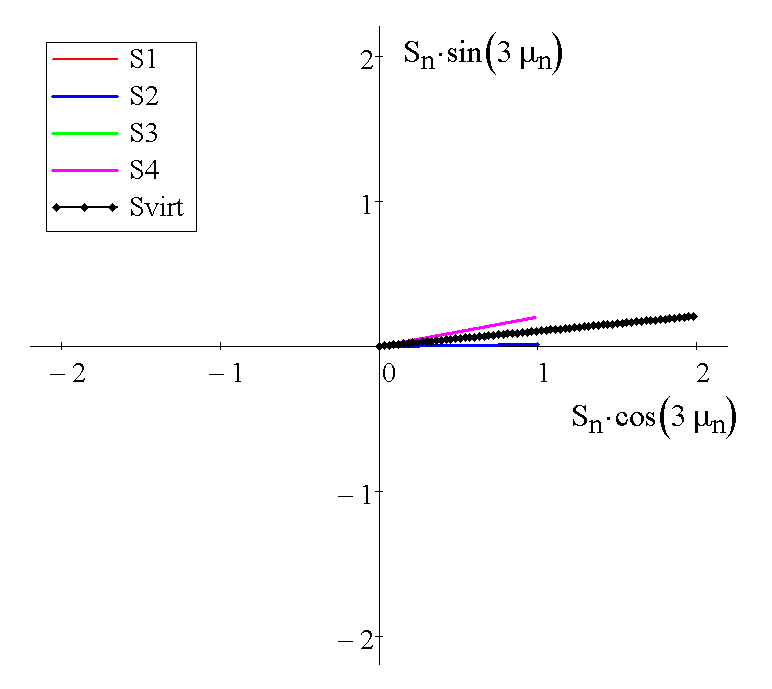 S1
S2
S3
S4
Svirt
Sₙ·sin(3 μₙ)
2
1
−2 −1 0 1 2
Sₙ·cos(3 μₙ)
−1
−2